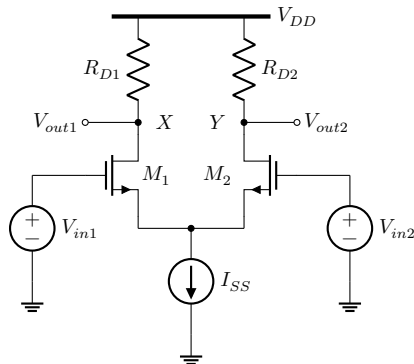 V_DD
R_D1 R_D2
V_out1 X Y V_out2
M_1 M_2
V_in1 V_in2
I_SS